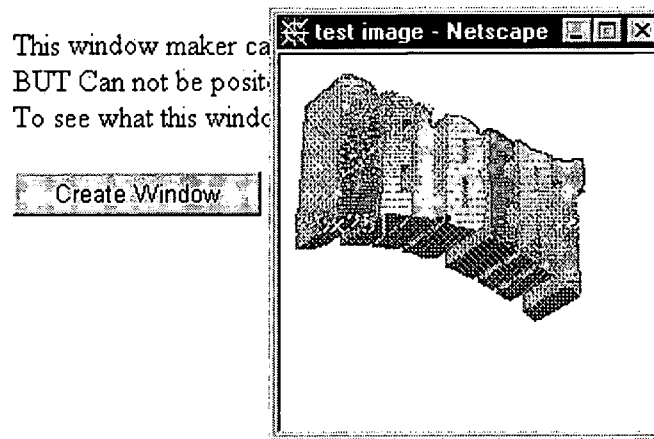 This window maker ca
BUT Can not be posit
To see what this windo
Create Window
test image - Netscape